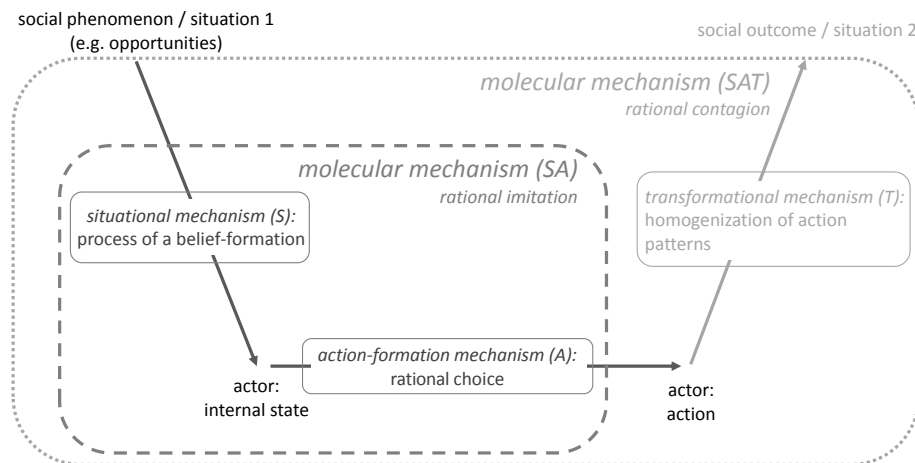 social phenomenon / situation 1
(e.g. opportunities)
social outcome / situation 2
molecular mechanism (SAT)
rational contagion
molecular mechanism (SA)
rational imitation
situational mechanism (S):
process of a belief-formation
transformational mechanism (T):
homogenization of action
patterns
action-formation mechanism (A):
rational choice
actor:
internal state
actor:
action